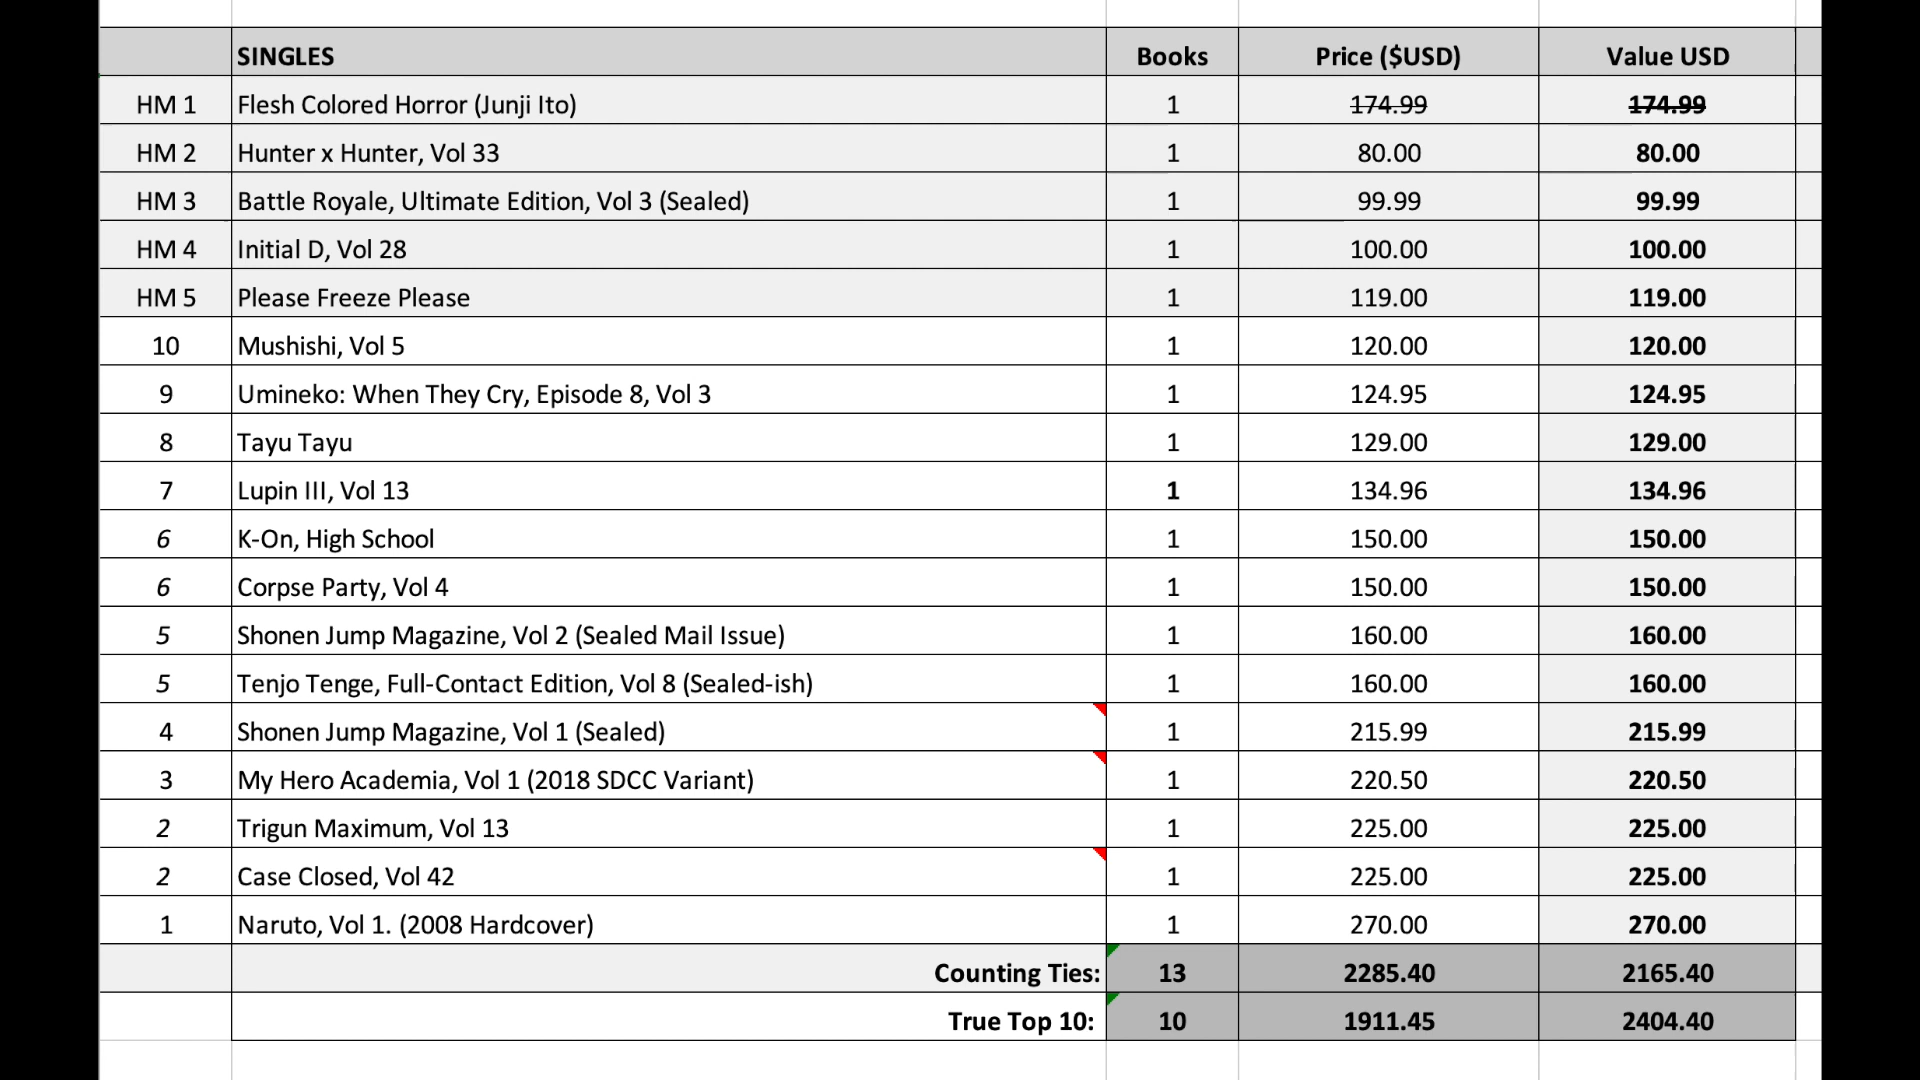 SINGLES Books Price ($USD) Value USD
HM 1 Flesh Colored Horror (Junji Ito) 1 174.99 174.99
HM 2 Hunter x Hunter, Vol 33 1 80.00 80.00
HM 3 Battle Royale, Ultimate Edition, Vol 3 (Sealed) 1 99.99 99.99
HM 4 Initial D, Vol 28 1 100.00 100.00
HM 5 Please Freeze Please 1 119.00 119.00
10 Mushishi, Vol 5 1 120.00 120.00
9 Umineko: When They Cry, Episode 8, Vol 3 1 124.95 124.95
8 Tayu Tayu 1 129.00 129.00
7 Lupin III, Vol 13 1 134.96 134.96
6 K-On, High School 1 150.00 150.00
6 Corpse Party, Vol 4 1 150.00 150.00
5 Shonen Jump Magazine, Vol 2 (Sealed Mail Issue) 1 160.00 160.00
5 Tenjo Tenge, Full-Contact Edition, Vol 8 (Sealed-ish) 1 160.00 160.00
4 Shonen Jump Magazine, Vol 1 (Sealed) 1 215.99 215.99
3 My Hero Academia, Vol 1 (2018 SDCC Variant) 1 220.50 220.50
2 Trigun Maximum, Vol 13 1 225.00 225.00
2 Case Closed, Vol 42 1 225.00 225.00
1 Naruto, Vol 1. (2008 Hardcover) 1 270.00 270.00
Counting Ties: 13 2285.40 2165.40
True Top 10: 10 1911.45 2404.40